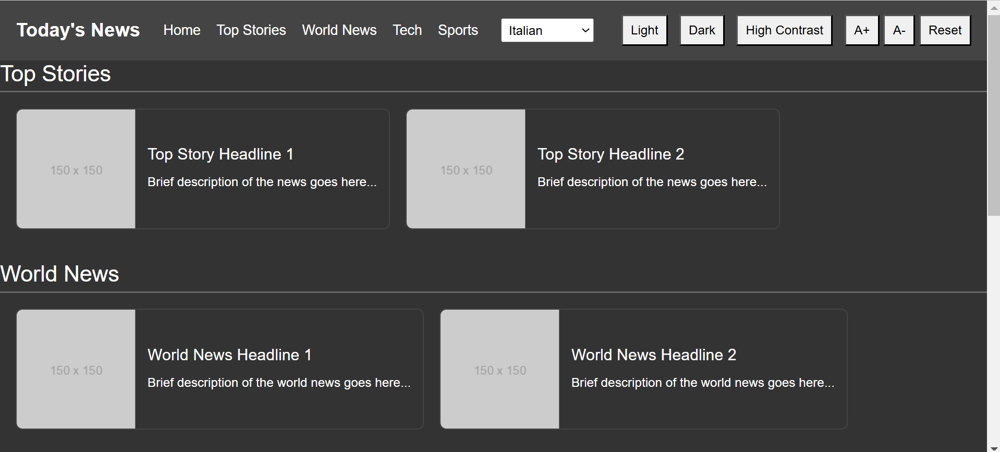 Today's News Home Top Stories World News Tech Sports Italian Light Dark High Contrast A+ A- Reset
Top Stories
150 x 150
Top Story Headline 1
Brief description of the news goes here...
150 x 150
Top Story Headline 2
Brief description of the news goes here...
World News
150 x 150
World News Headline 1
Brief description of the world news goes here...
150 x 150
World News Headline 2
Brief description of the world news goes here...